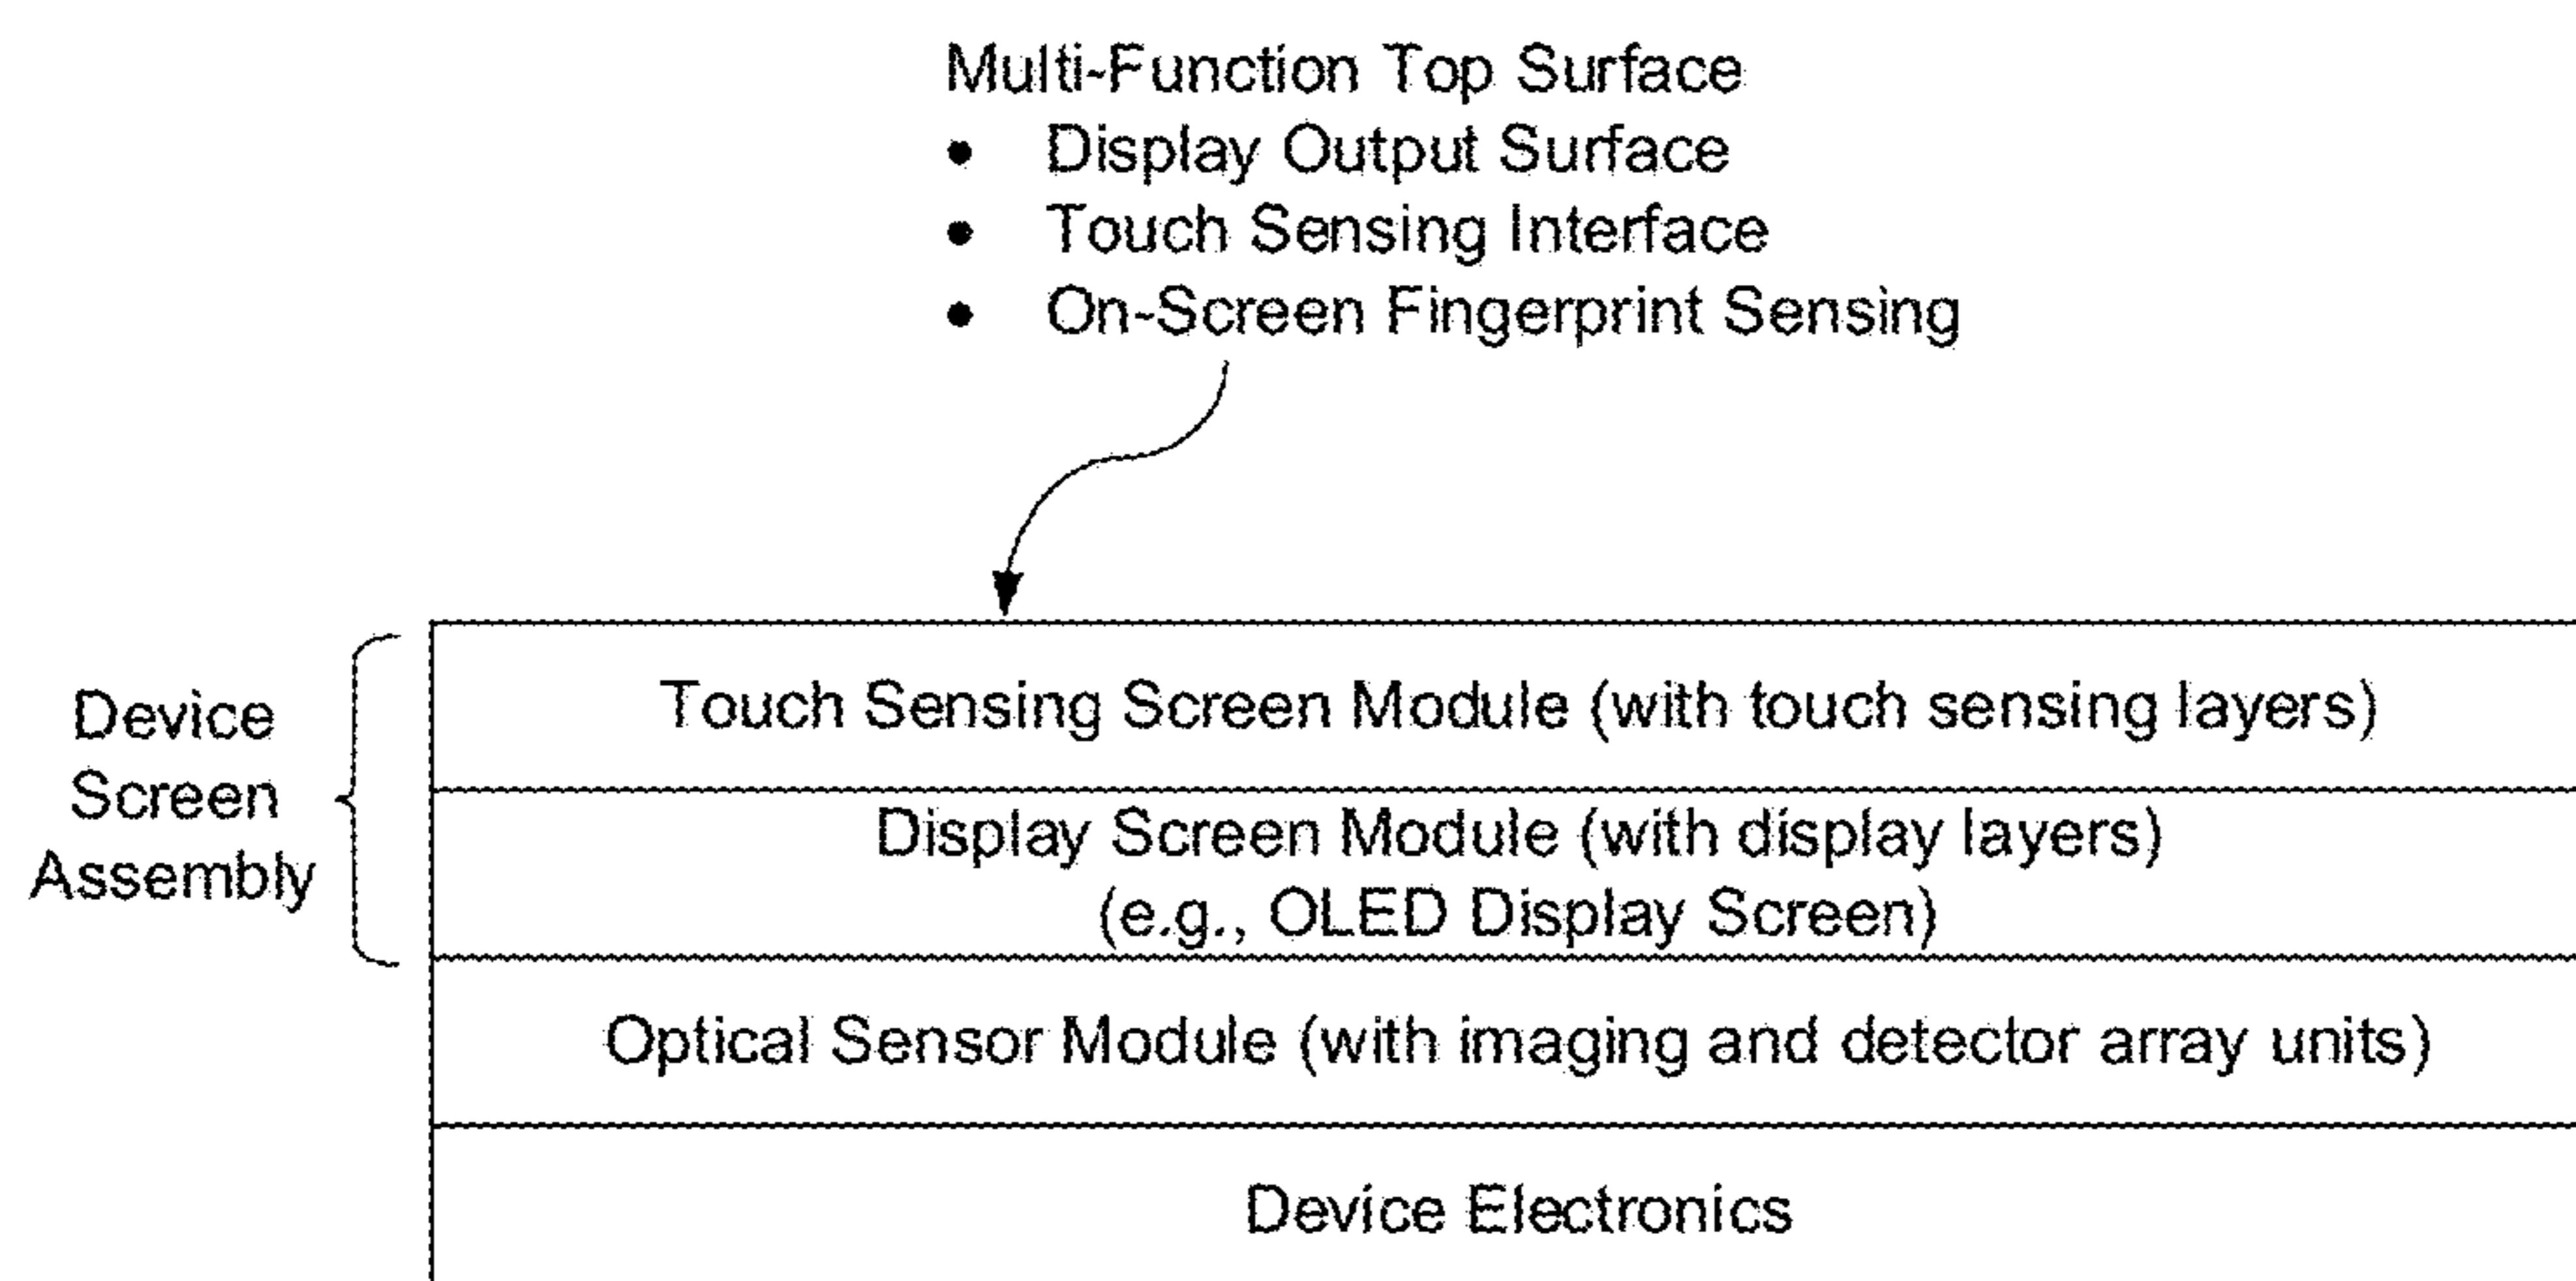 Multi-Function Top Surface
• Display Output Surface
• Touch Sensing Interface
• On-Screen Fingerprint Sensing
Device
Screen
Assembly
Touch Sensing Screen Module (with touch sensing layers)
Display Screen Module (with display layers)
(e.g., OLED Display Screen)
Optical Sensor Module (with imaging and detector array units)
Device Electronics